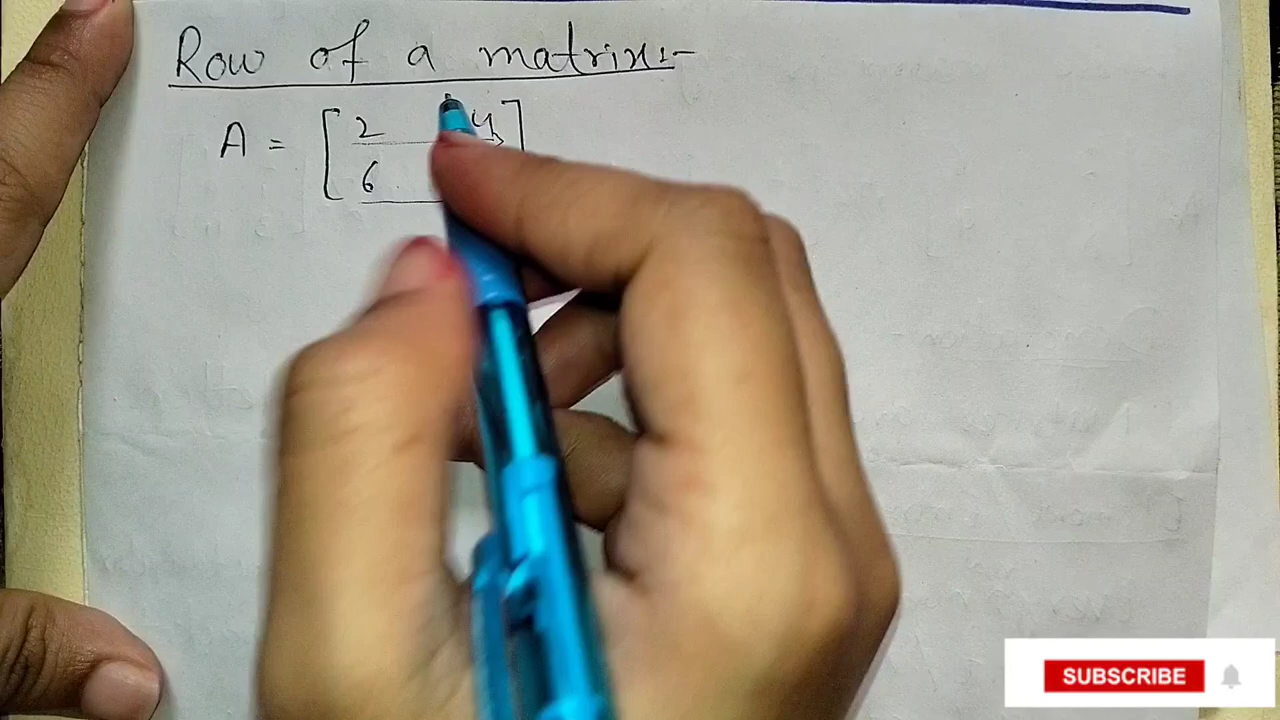 Row of a matrix:-
A = [ 2 4 ]
6
SUBSCRIBE